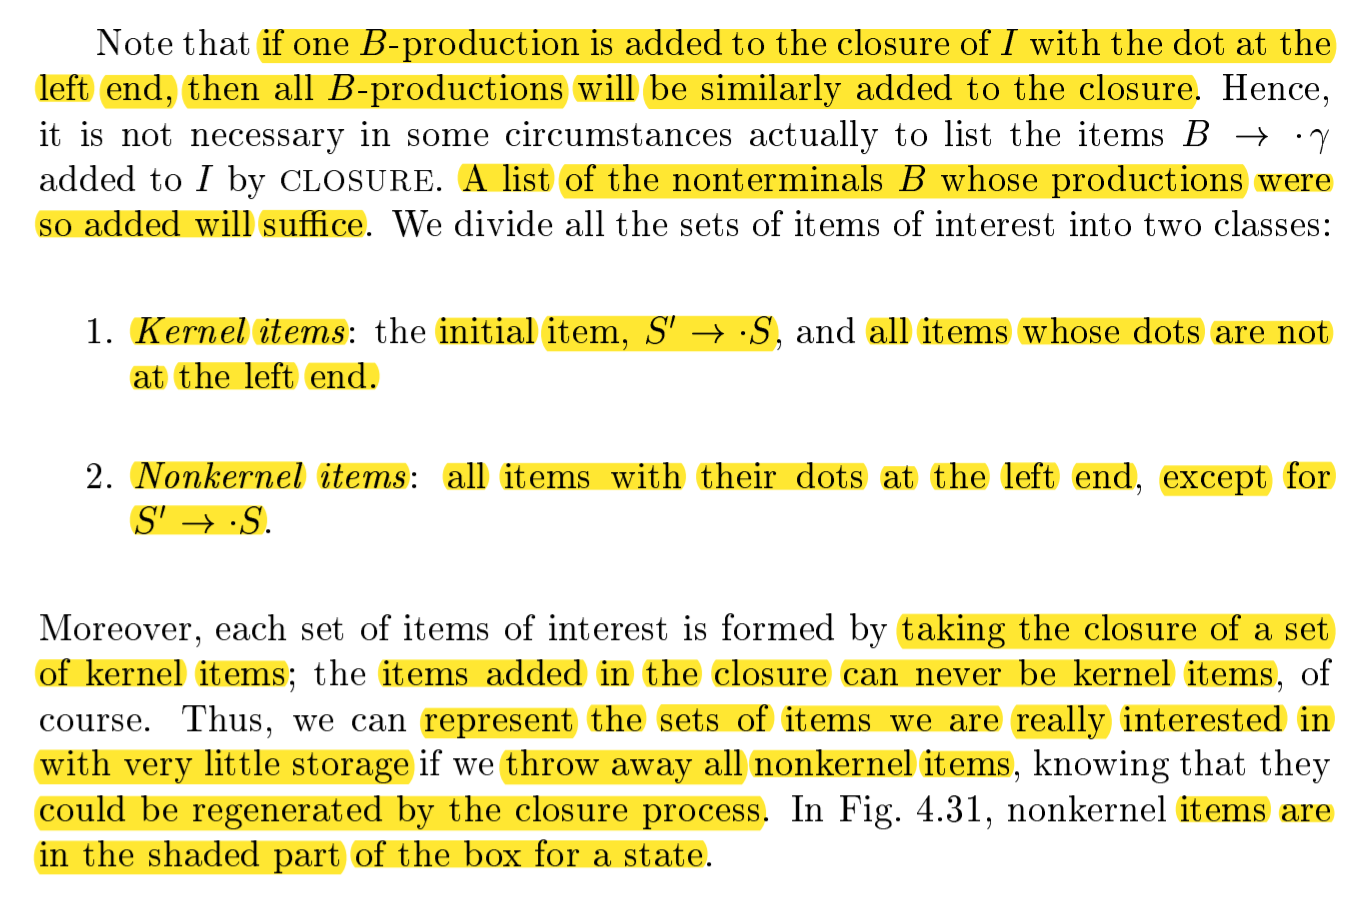 Note that if one B-production is added to the closure of I with the dot at the
left end, then all B-productions will be similarly added to the closure. Hence,
it is not necessary in some circumstances actually to list the items B → ·γ
added to I by CLOSURE. A list of the nonterminals B whose productions were
so added will suffice. We divide all the sets of items of interest into two classes:
1. Kernel items: the initial item, S′ → ·S, and all items whose dots are not
at the left end.
2. Nonkernel items: all items with their dots at the left end, except for
S′ → ·S.
Moreover, each set of items of interest is formed by taking the closure of a set
of kernel items; the items added in the closure can never be kernel items, of
course. Thus, we can represent the sets of items we are really interested in
with very little storage if we throw away all nonkernel items, knowing that they
could be regenerated by the closure process. In Fig. 4.31, nonkernel items are
in the shaded part of the box for a state.